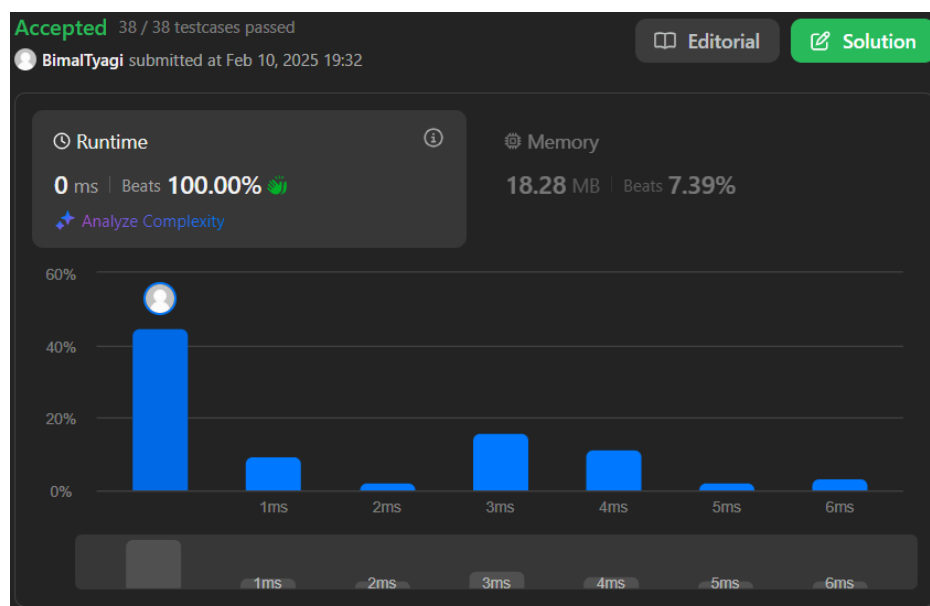 Accepted 38 / 38 testcases passed
Editorial
Solution
BimalTyagi submitted at Feb 10, 2025 19:32
Runtime
0 ms Beats 100.00%
Analyze Complexity
Memory
18.28 MB Beats 7.39%
60%
40%
20%
0%
1ms 2ms 3ms 4ms 5ms 6ms
1ms 2ms 3ms 4ms 5ms 6ms